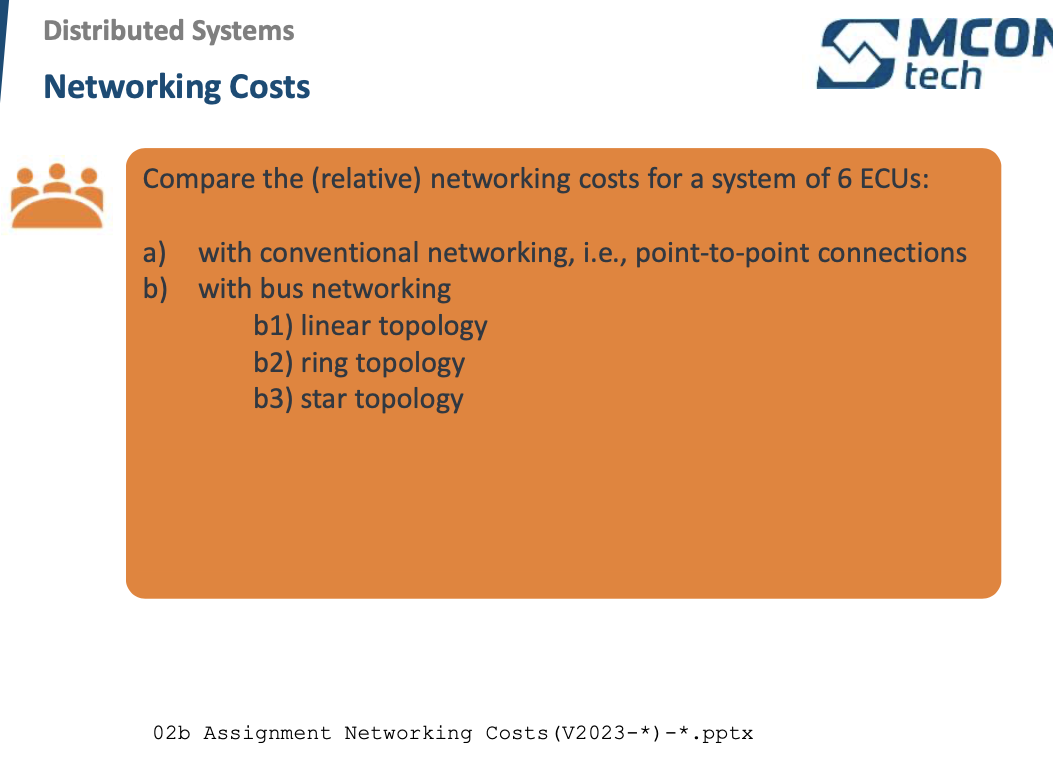 Distributed Systems
Networking Costs
MCON
tech
Compare the (relative) networking costs for a system of 6 ECUs:
a) with conventional networking, i.e., point-to-point connections
b) with bus networking
b1) linear topology
b2) ring topology
b3) star topology
02b Assignment Networking Costs(V2023-*)-*.pptx